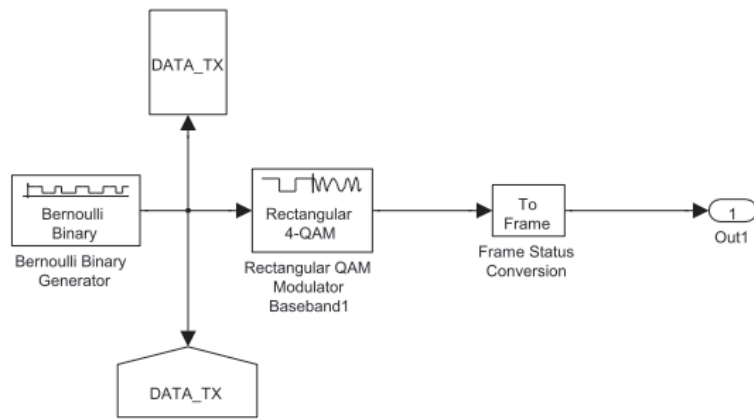 DATA_TX
Bernoulli
Binary
Bernoulli Binary
Generator
Rectangular
4-QAM
Rectangular QAM
Modulator
Baseband1
To
Frame
Frame Status
Conversion
1
Out1
DATA_TX